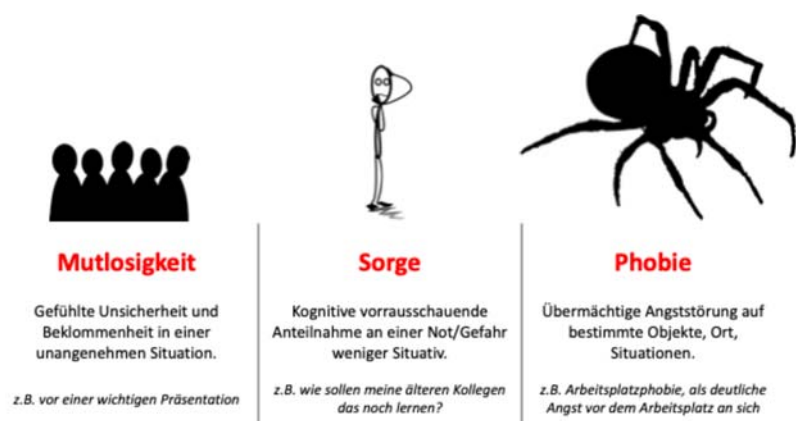 Mutlosigkeit
Gefühlte Unsicherheit und
Beklommenheit in einer
unangenehmen Situation.
z.B. vor einer wichtigen Präsentation
Sorge
Kognitive vorrausschauende
Anteilnahme an einer Not/Gefahr
weniger Situativ.
z.B. wie sollen meine älteren Kollegen
das noch lernen?
Phobie
Übermächtige Angststörung auf
bestimmte Objekte, Ort,
Situationen.
z.B. Arbeitsplatzphobie, als deutliche
Angst vor dem Arbeitsplatz an sich